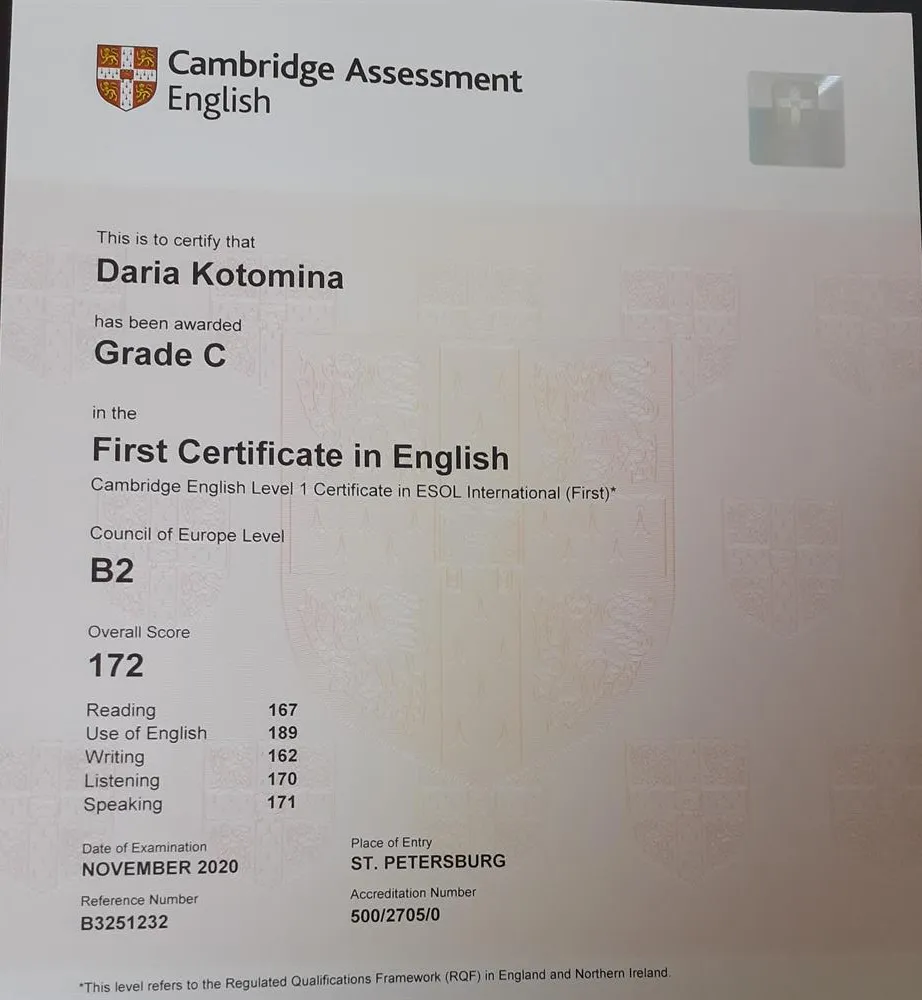 Cambridge Assessment
English
This is to certify that
Daria Kotomina
has been awarded
Grade C
in the
First Certificate in English
Cambridge English Level 1 Certificate in ESOL International (First)*
Council of Europe Level
B2
Overall Score
172
Reading 167
Use of English 189
Writing 162
Listening 170
Speaking 171
Date of Examination
NOVEMBER 2020
Place of Entry
ST. PETERSBURG
Reference Number
B3251232
Accreditation Number
500/2705/0
*This level refers to the Regulated Qualifications Framework (RQF) in England and Northern Ireland.